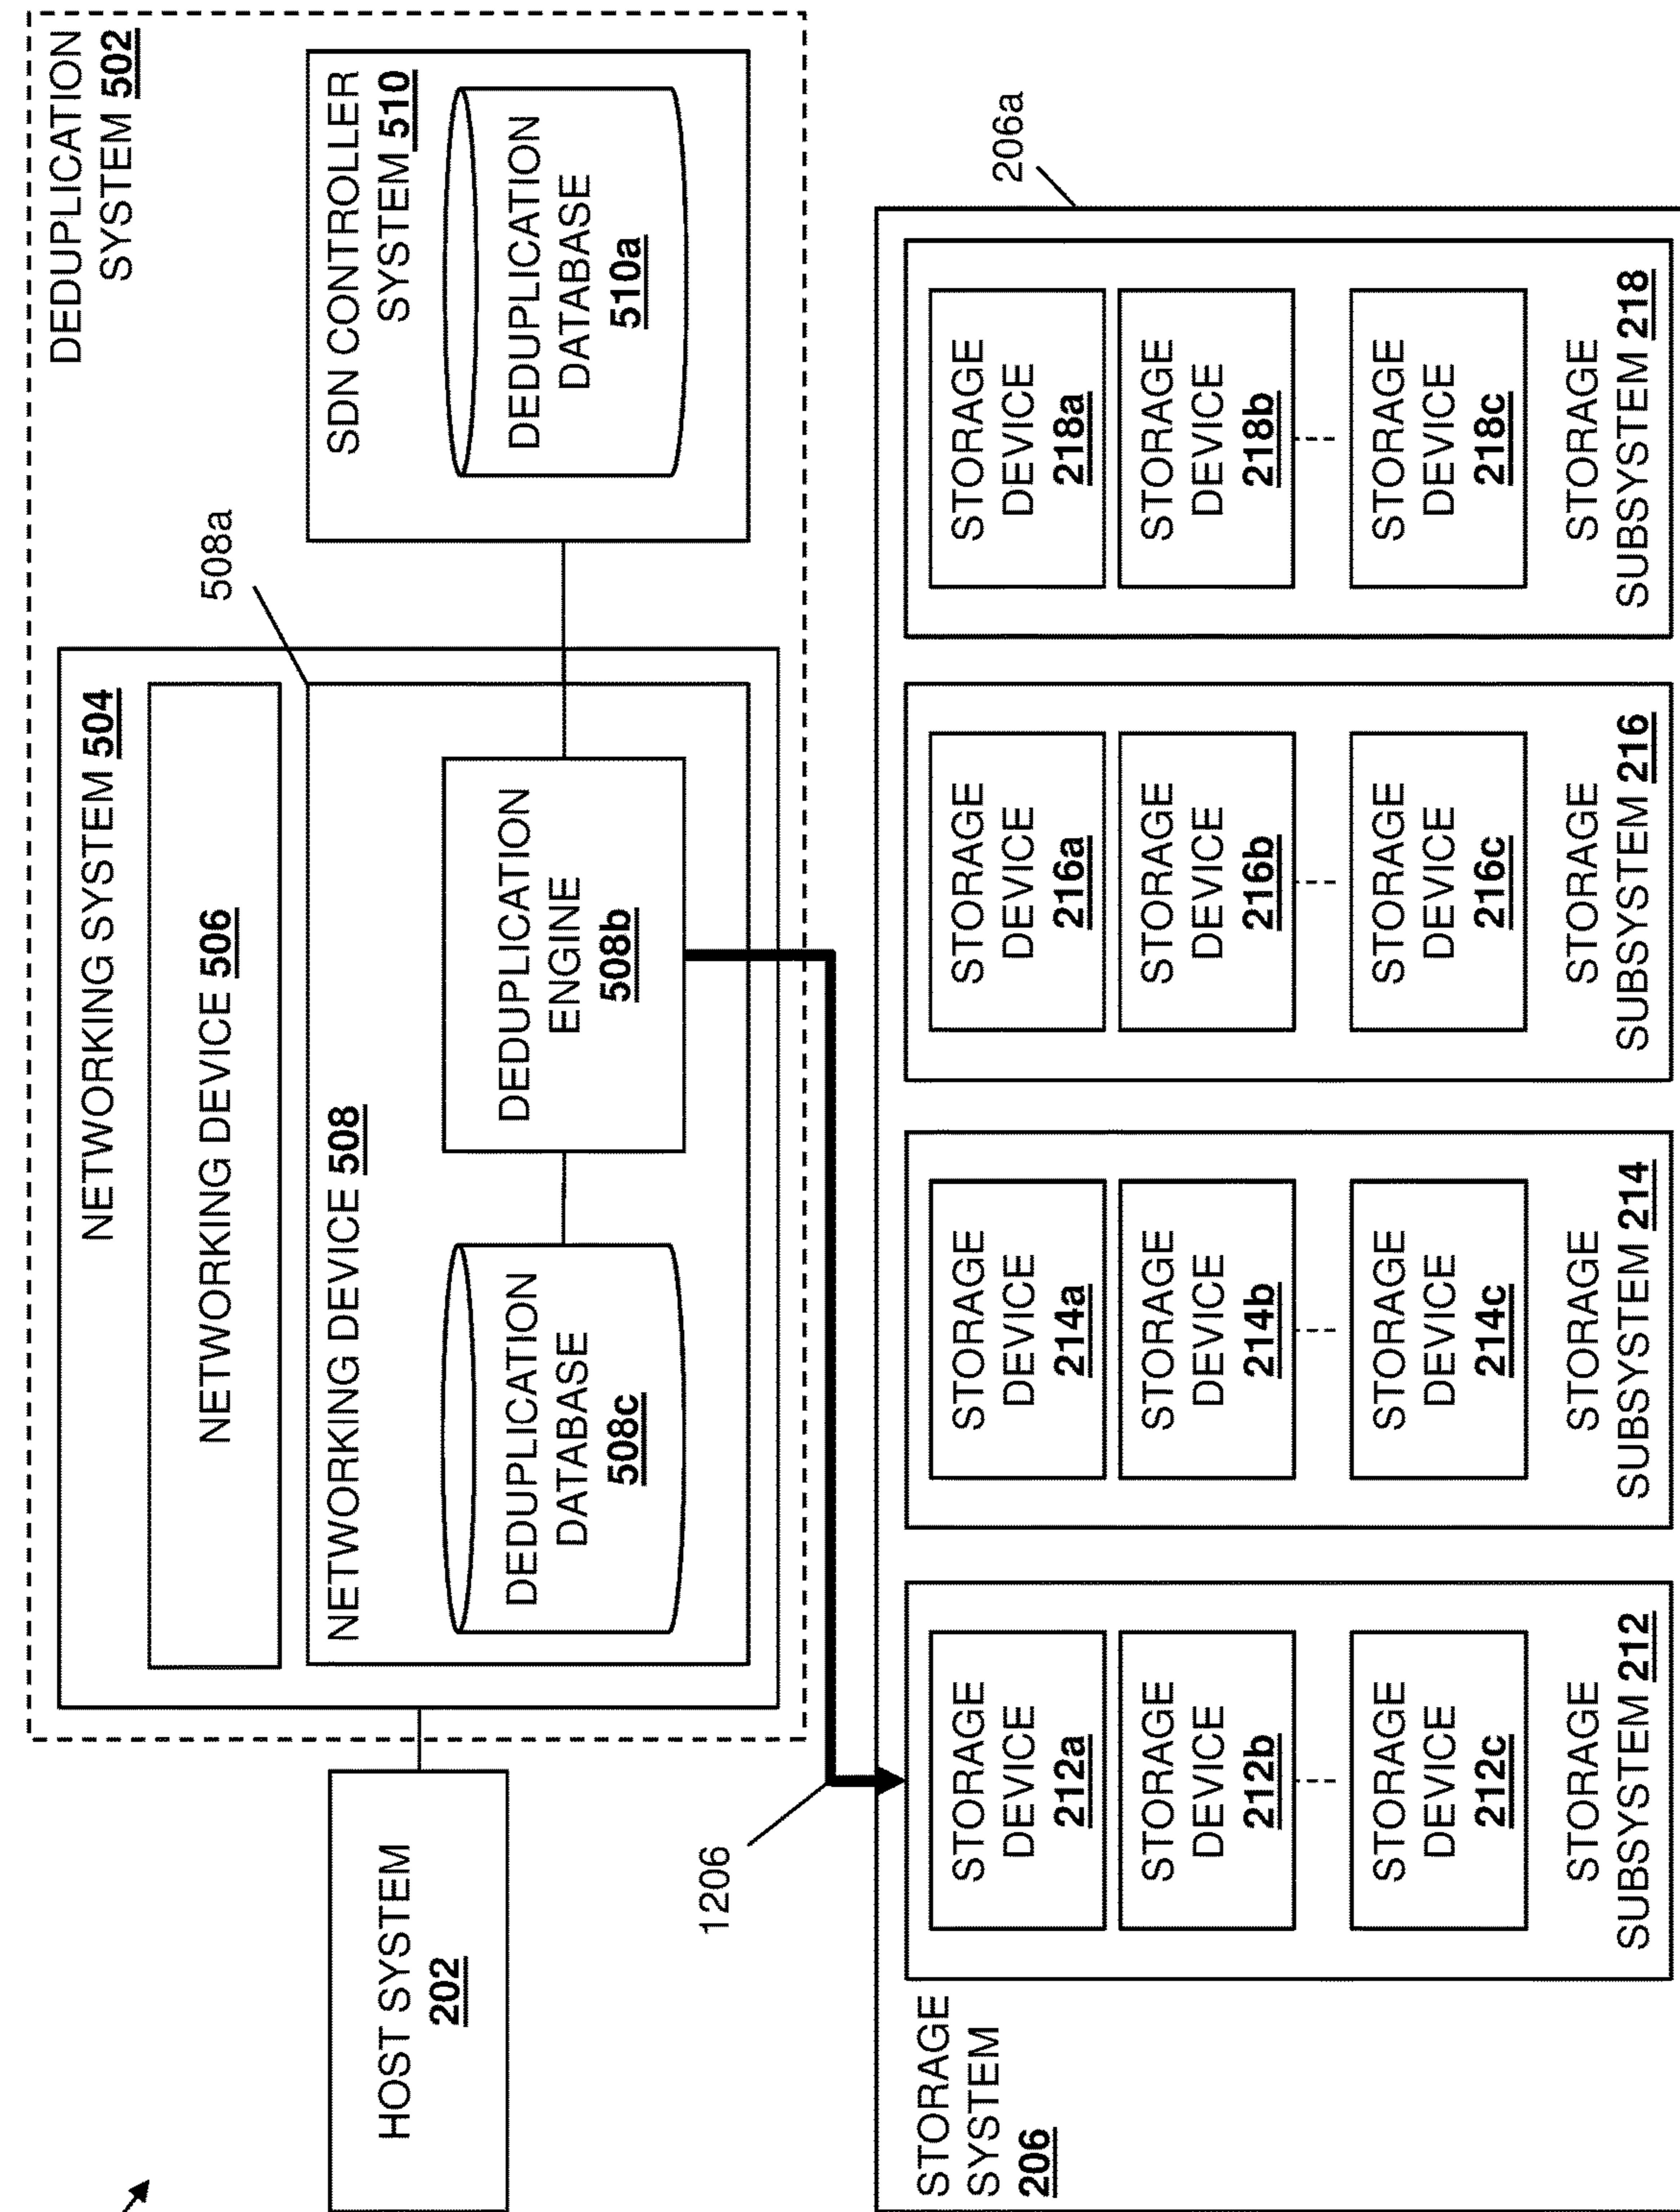 DEDUPLICATION
SYSTEM 502
NETWORKING SYSTEM 504
NETWORKING DEVICE 506
508a
NETWORKING DEVICE 508
DEDUPLICATION
DATABASE
508c
DEDUPLICATION
ENGINE
508b
SDN CONTROLLER
SYSTEM 510
DEDUPLICATION
DATABASE
510a
HOST SYSTEM
202
1206
206a
STORAGE
SYSTEM
206
STORAGE
DEVICE
212a
STORAGE
DEVICE
212b
STORAGE
DEVICE
212c
STORAGE
SUBSYSTEM 212
STORAGE
DEVICE
214a
STORAGE
DEVICE
214b
STORAGE
DEVICE
214c
STORAGE
SUBSYSTEM 214
STORAGE
DEVICE
216a
STORAGE
DEVICE
216b
STORAGE
DEVICE
216c
STORAGE
SUBSYSTEM 216
STORAGE
DEVICE
218a
STORAGE
DEVICE
218b
STORAGE
DEVICE
218c
STORAGE
SUBSYSTEM 218